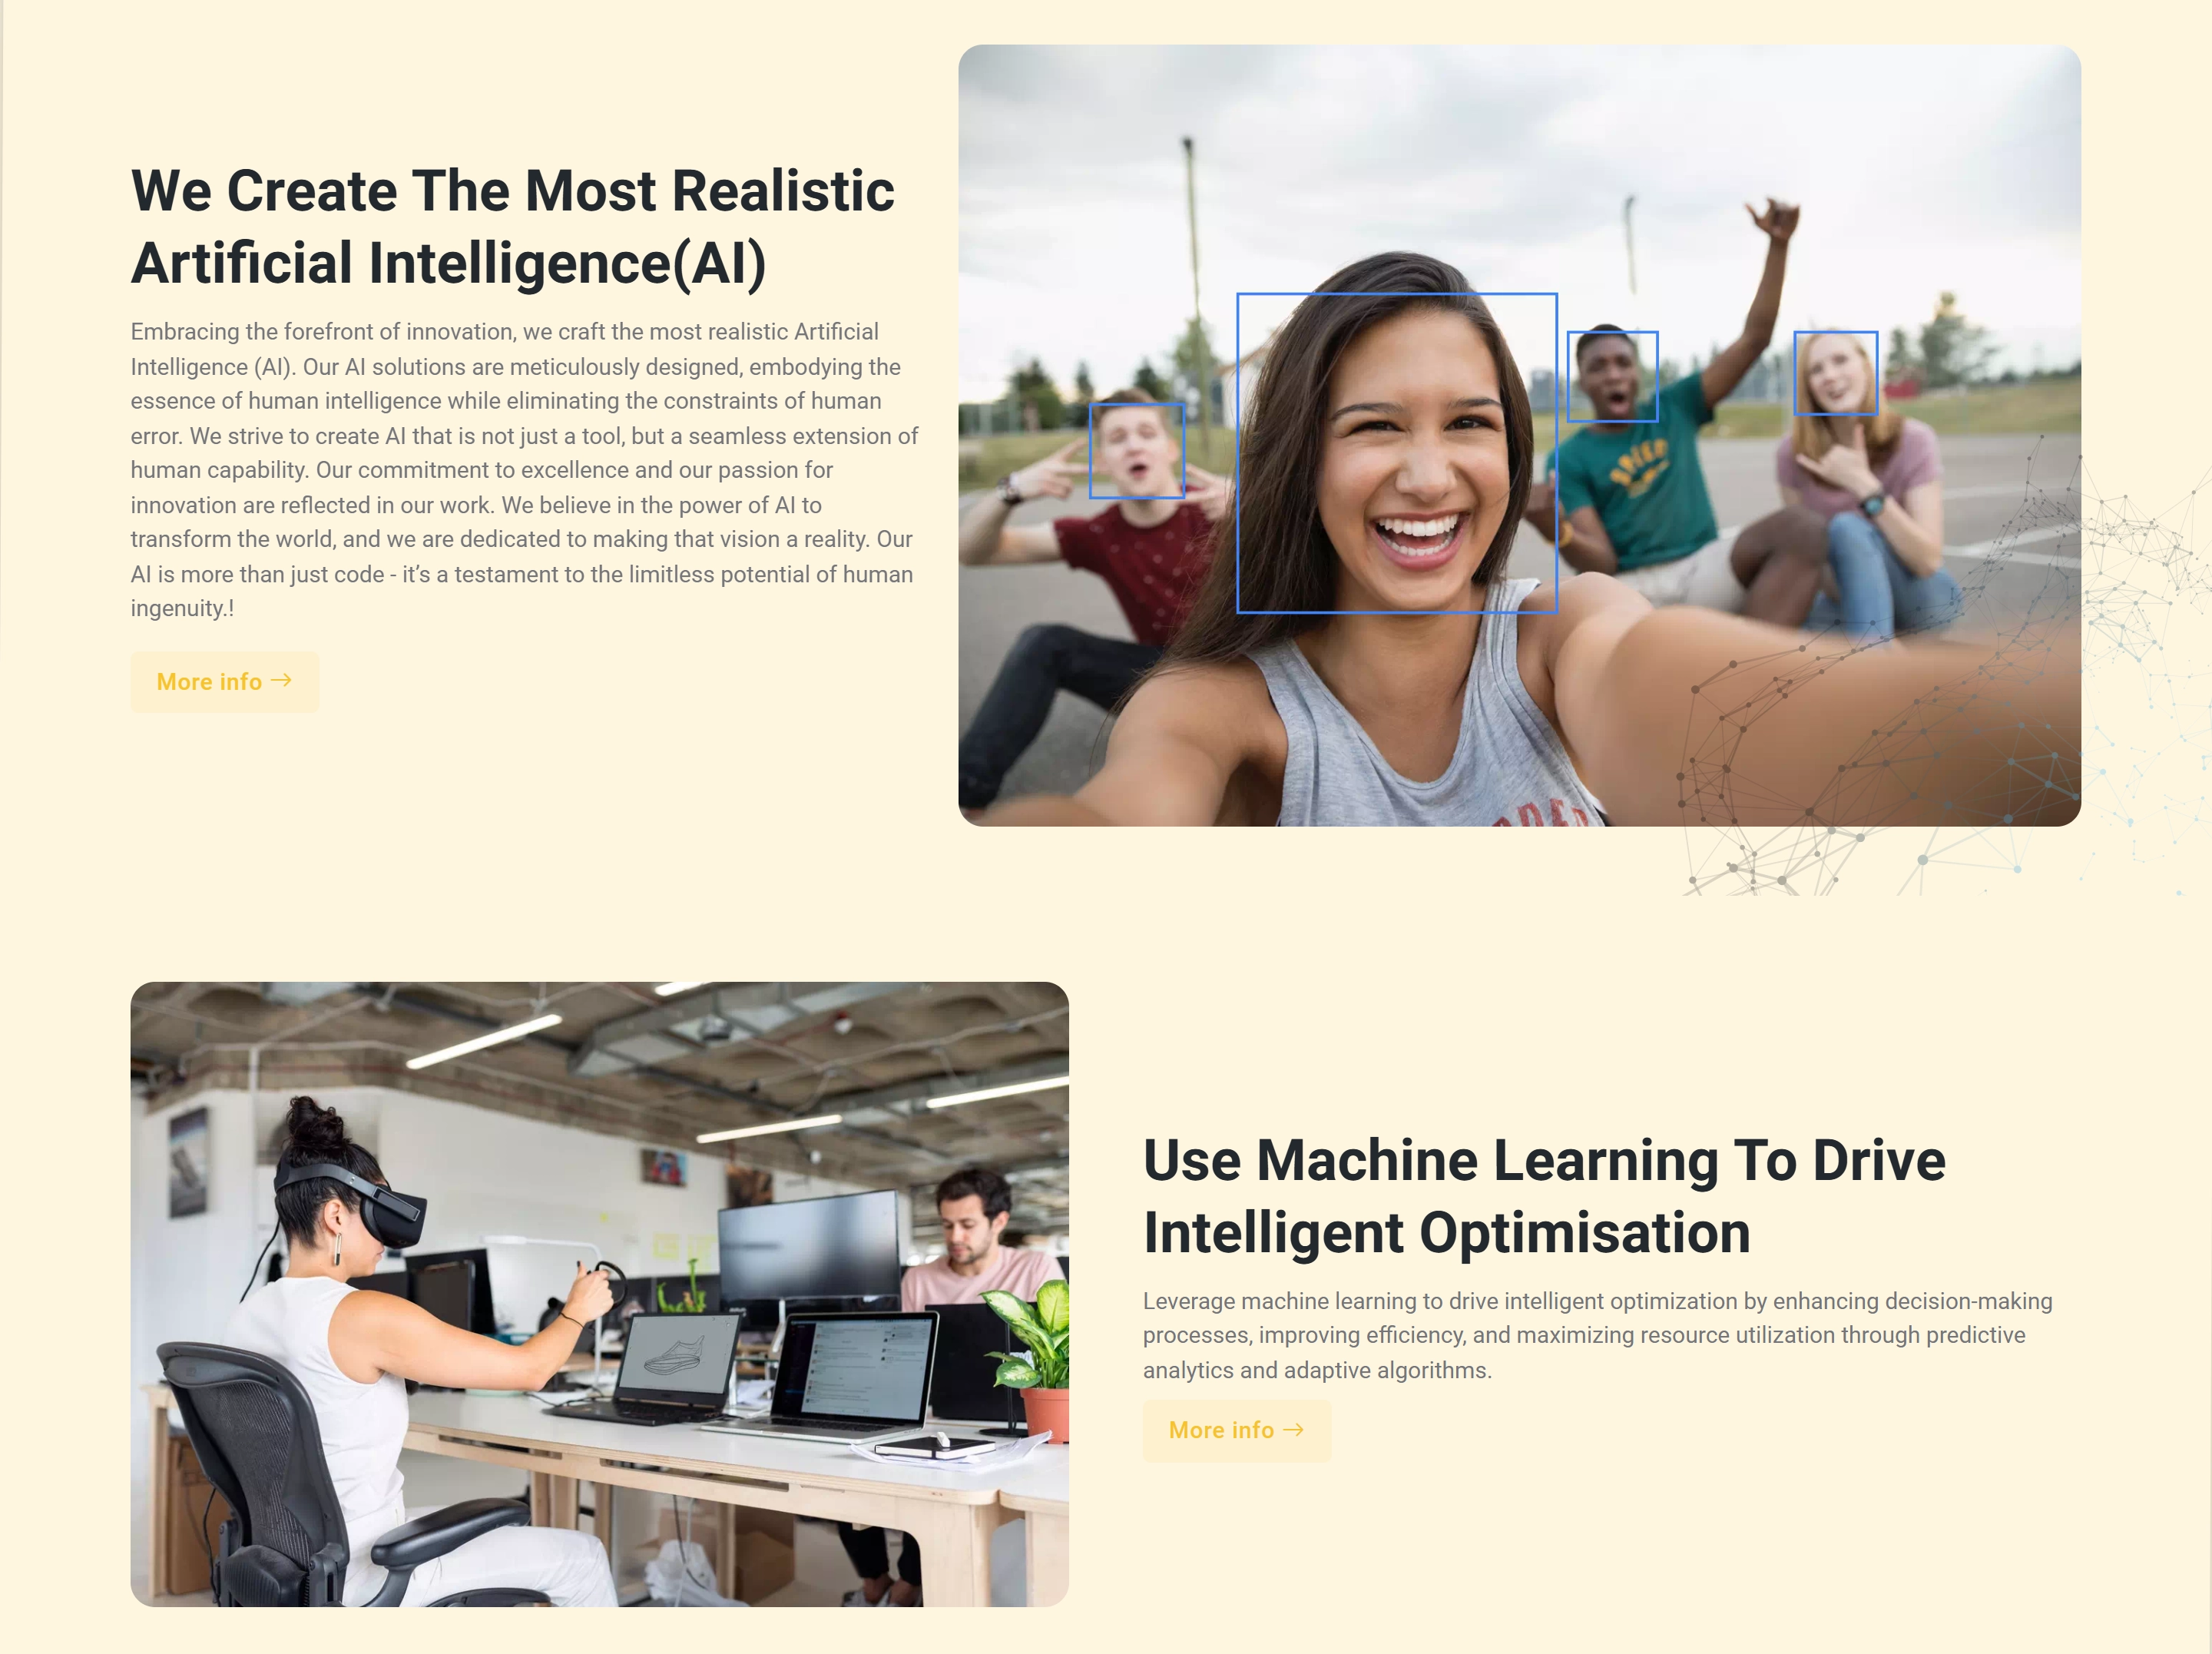 We Create The Most Realistic
Artificial Intelligence(AI)
Embracing the forefront of innovation, we craft the most realistic Artificial
Intelligence (AI). Our AI solutions are meticulously designed, embodying the
essence of human intelligence while eliminating the constraints of human
error. We strive to create AI that is not just a tool, but a seamless extension of
human capability. Our commitment to excellence and our passion for
innovation are reflected in our work. We believe in the power of AI to
transform the world, and we are dedicated to making that vision a reality. Our
AI is more than just code - it’s a testament to the limitless potential of human
ingenuity.!
More info →
Use Machine Learning To Drive
Intelligent Optimisation
Leverage machine learning to drive intelligent optimization by enhancing decision-making
processes, improving efficiency, and maximizing resource utilization through predictive
analytics and adaptive algorithms.
More info →